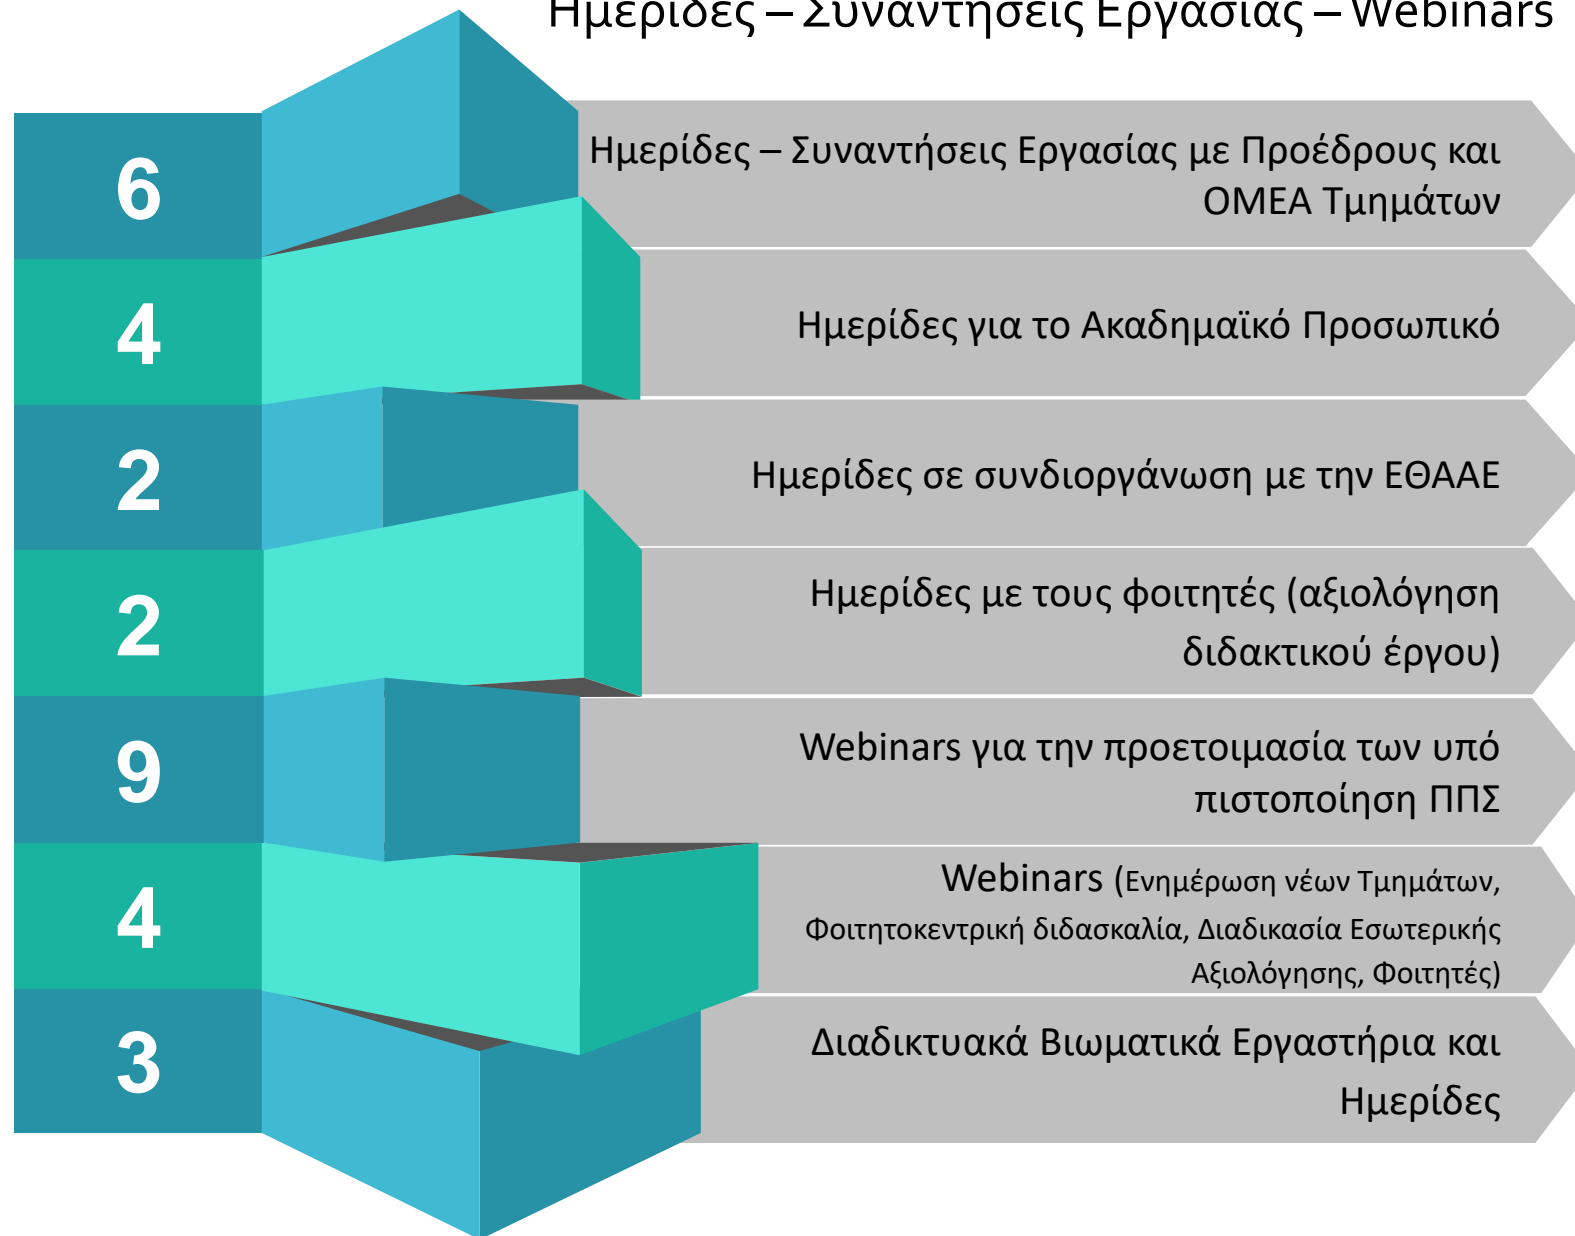 Ημερίδες – Συναντήσεις Εργασίας – Webinars
6
Ημερίδες – Συναντήσεις Εργασίας με Προέδρους και
ΟΜΕΑ Τμημάτων
4
Ημερίδες για το Ακαδημαϊκό Προσωπικό
2
Ημερίδες σε συνδιοργάνωση με την ΕΘΑΑΕ
2
Ημερίδες με τους φοιτητές (αξιολόγηση
διδακτικού έργου)
9
Webinars για την προετοιμασία των υπό
πιστοποίηση ΠΠΣ
4
Webinars (Ενημέρωση νέων Τμημάτων,
Φοιτητοκεντρική διδασκαλία, Διαδικασία Εσωτερικής
Αξιολόγησης, Φοιτητές)
3
Διαδικτυακά Βιωματικά Εργαστήρια και
Ημερίδες